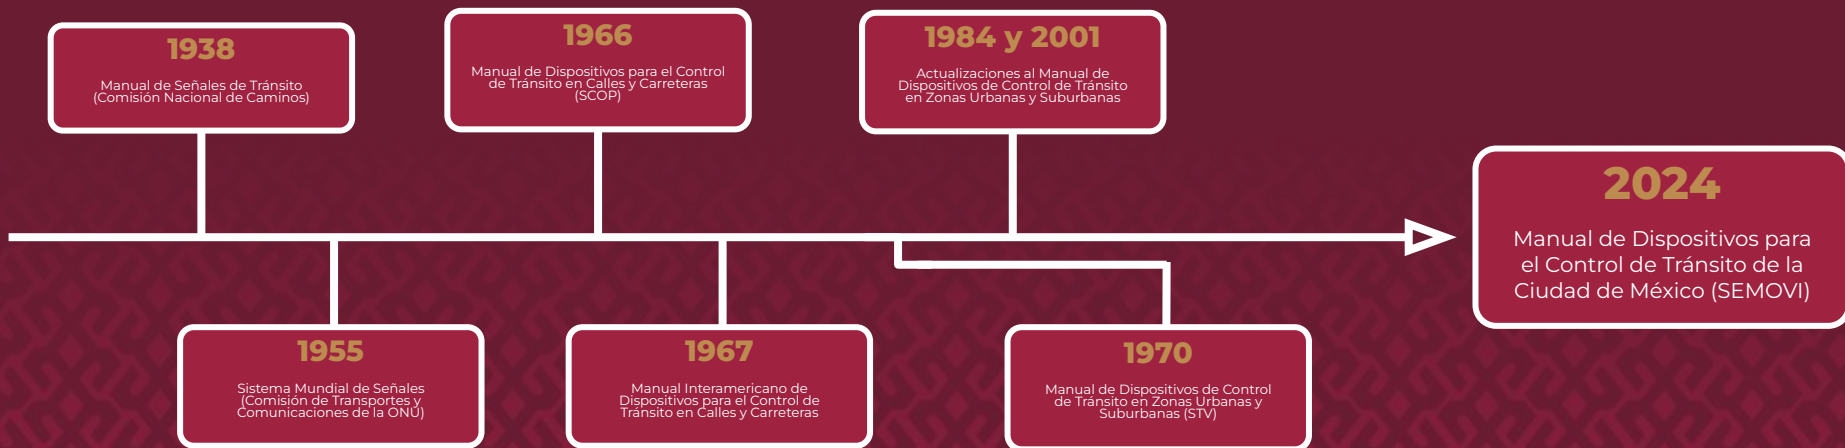 1938
Manual de Señales de Tránsito
(Comisión Nacional de Caminos)
1955
Sistema Mundial de Señales
(Comisión de Transportes y
Comunicaciones de la ONU)
1966
Manual de Dispositivos para el Control
de Tránsito en Calles y Carreteras
(SCOP)
1967
Manual Interamericano de
Dispositivos para el Control de
Tránsito en Calles y Carreteras
1970
Manual de Dispositivos de Control
de Tránsito en Zonas Urbanas y
Suburbanas (STV)
1984 y 2001
Actualizaciones al Manual de
Dispositivos de Control de Tránsito
en Zonas Urbanas y Suburbanas
2024
Manual de Dispositivos para
el Control de Tránsito de la
Ciudad de México (SEMOVI)